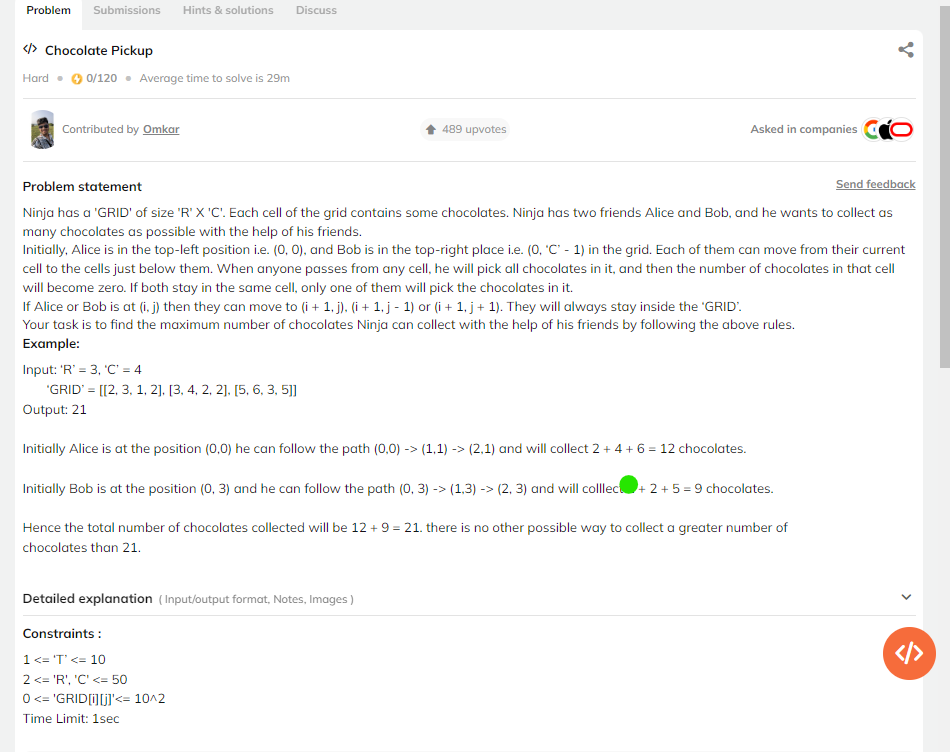 Problem Submissions Hints & solutions Discuss
</> Chocolate Pickup
Hard • 0/120 • Average time to solve is 29m
Contributed by Omkar 489 upvotes Asked in companies
Problem statement Send feedback
Ninja has a 'GRID' of size 'R' X 'C'. Each cell of the grid contains some chocolates. Ninja has two friends Alice and Bob, and he wants to collect as
many chocolates as possible with the help of his friends.
Initially, Alice is in the top-left position i.e. (0, 0), and Bob is in the top-right place i.e. (0, ‘C’ - 1) in the grid. Each of them can move from their current
cell to the cells just below them. When anyone passes from any cell, he will pick all chocolates in it, and then the number of chocolates in that cell
will become zero. If both stay in the same cell, only one of them will pick the chocolates in it.
If Alice or Bob is at (i, j) then they can move to (i + 1, j), (i + 1, j - 1) or (i + 1, j + 1). They will always stay inside the ‘GRID’.
Your task is to find the maximum number of chocolates Ninja can collect with the help of his friends by following the above rules.
Example:
Input: ‘R’ = 3, ‘C’ = 4
‘GRID’ = [[2, 3, 1, 2], [3, 4, 2, 2], [5, 6, 3, 5]]
Output: 21
Initially Alice is at the position (0,0) he can follow the path (0,0) -> (1,1) -> (2,1) and will collect 2 + 4 + 6 = 12 chocolates.
Initially Bob is at the position (0, 3) and he can follow the path (0, 3) -> (1,3) -> (2, 3) and will colllect + 2 + 5 = 9 chocolates.
Hence the total number of chocolates collected will be 12 + 9 = 21. there is no other possible way to collect a greater number of
chocolates than 21.
Detailed explanation ( Input/output format, Notes, Images )
Constraints :
1 <= ‘T’ <= 10
2 <= 'R', 'C' <= 50
0 <= 'GRID[i][j]'<= 10^2
Time Limit: 1sec
</>